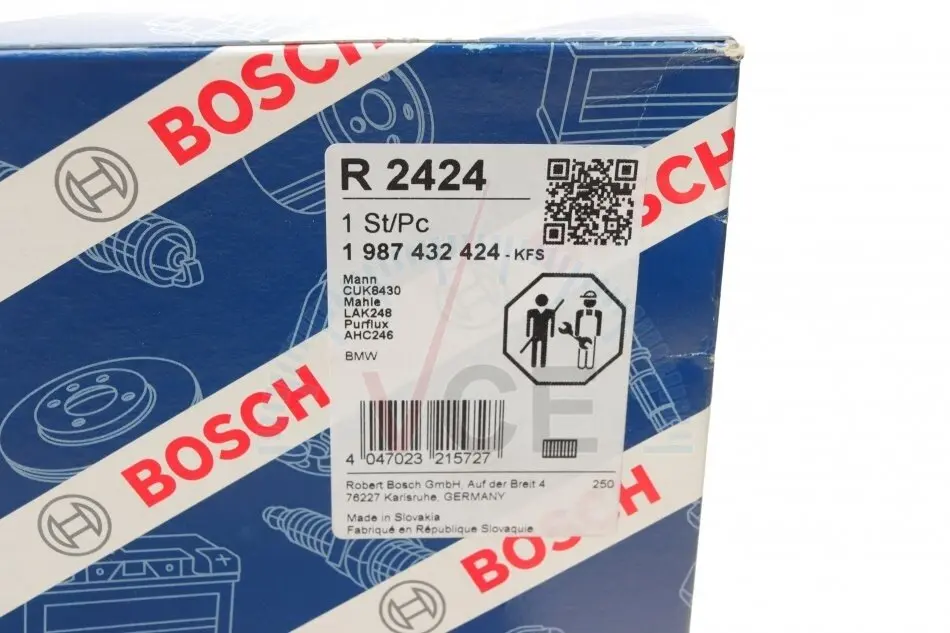 BOSCH
BOSCH
R 2424
1 St/Pc
1 987 432 424 - KFS
Mann
CUK8430
Mahle
LAK248
Purflux
AHC246
BMW
VCE
BOSCH
4 047023 215727
Robert Bosch GmbH, Auf der Breit 4 250
76227 Karlsruhe, GERMANY
Made in Slovakia
Fabriqué en République Slovaquie
BOSCH